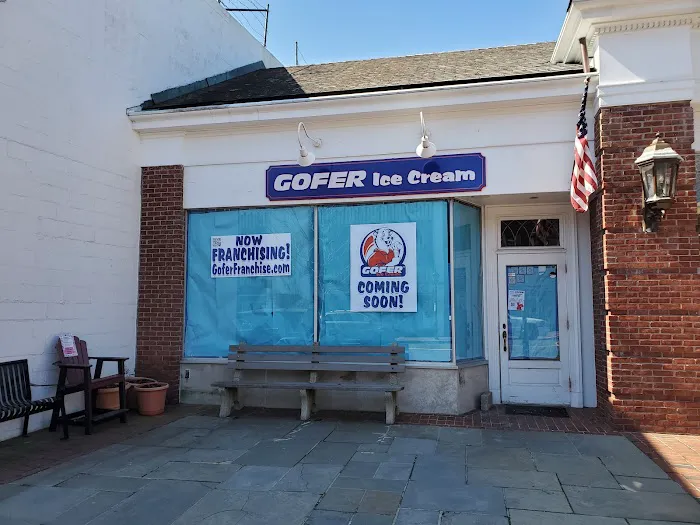 GOFER Ice Cream
NOW
FRANCHISING!
GoferFranchise.com
GOFER
COMING
SOON!